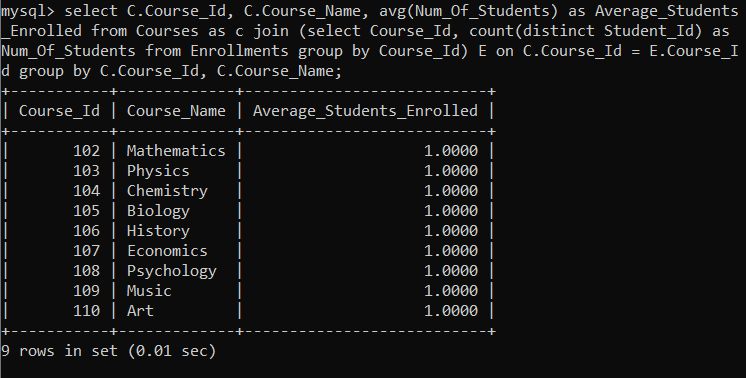 mysql> select C.Course_Id, C.Course_Name, avg(Num_Of_Students) as Average_Students
_Enrolled from Courses as c join (select Course_Id, count(distinct Student_Id) as
Num_Of_Students from Enrollments group by Course_Id) E on C.Course_Id = E.Course_I
d group by C.Course_Id, C.Course_Name;
+-----------+-------------+---------------------------+
| Course_Id | Course_Name | Average_Students_Enrolled |
+-----------+-------------+---------------------------+
|       102 | Mathematics |                    1.0000 |
|       103 | Physics     |                    1.0000 |
|       104 | Chemistry   |                    1.0000 |
|       105 | Biology     |                    1.0000 |
|       106 | History     |                    1.0000 |
|       107 | Economics   |                    1.0000 |
|       108 | Psychology  |                    1.0000 |
|       109 | Music       |                    1.0000 |
|       110 | Art         |                    1.0000 |
+-----------+-------------+---------------------------+
9 rows in set (0.01 sec)